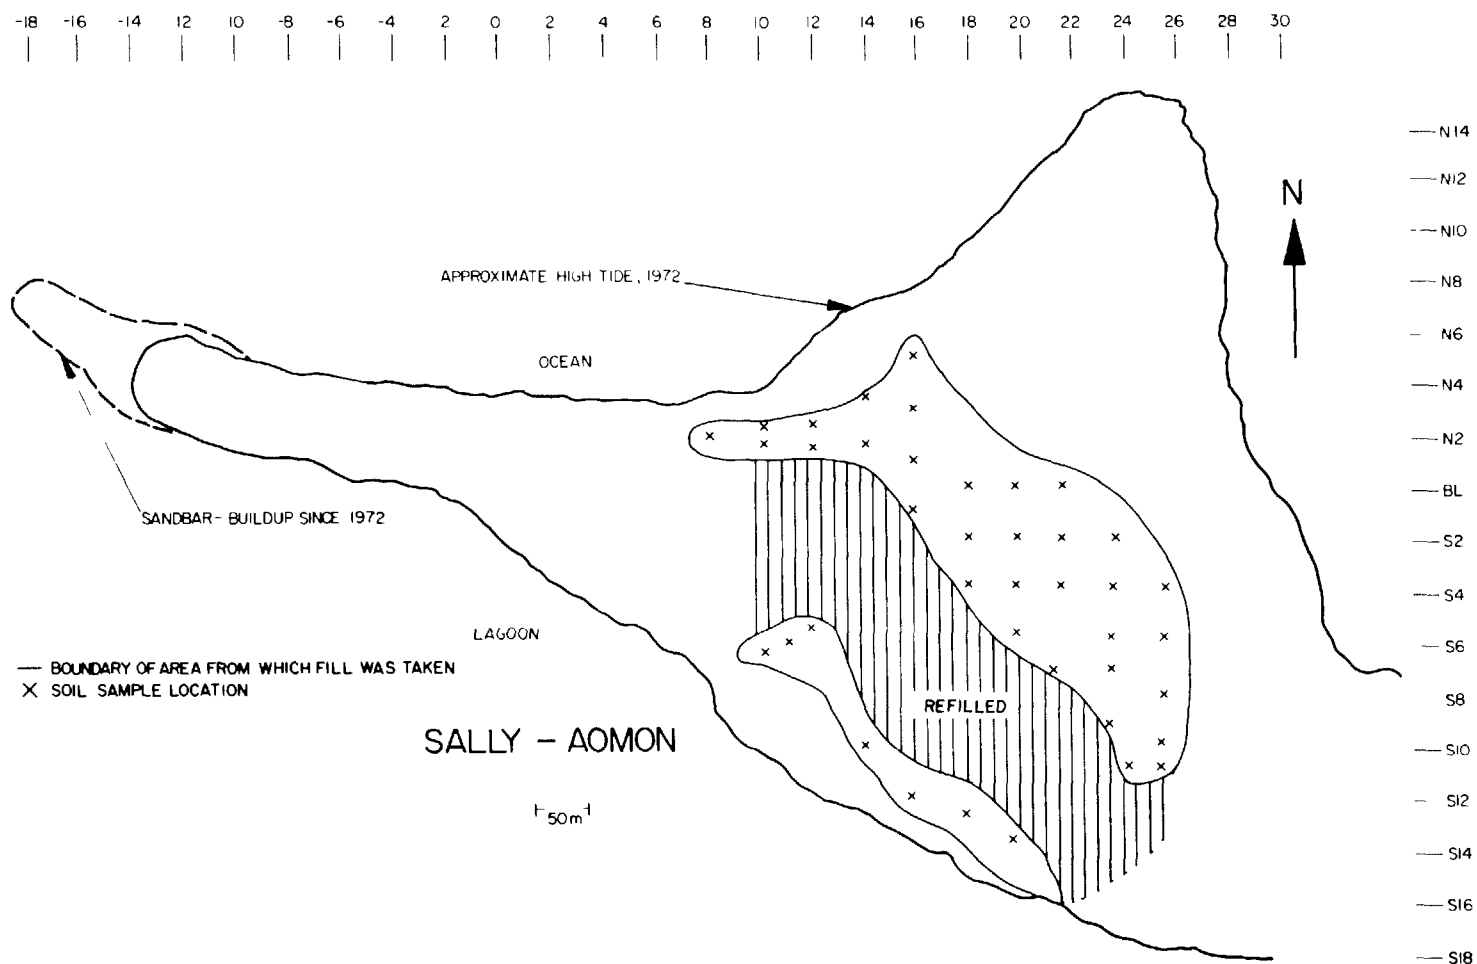 -18 -16 -14 12 -10 -8 -6 -4 -2 0 2 4 6 8 10 12 14 16 18 20 22 24 26 28 30
N14
N12
N
N10
APPROXIMATE HIGH TIDE, 1972
N8
N6
OCEAN
N4
N2
BL
SANDBAR - BUILDUP SINCE 1972
S2
S4
LAGOON
S6
— BOUNDARY OF AREA FROM WHICH FILL WAS TAKEN
X SOIL SAMPLE LOCATION
S8
REFILLED
SALLY - AOMON
S10
S12
50m
S14
S16
S18